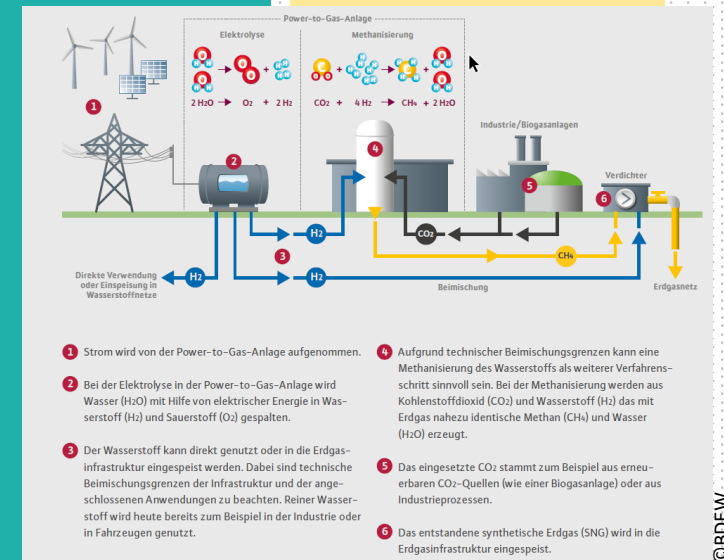 Power-to-Gas-Anlage
Elektrolyse
Methanisierung
2 H2O → O2 + 2 H2
CO2 + 4 H2 → CH4 + 2 H2O
1
2
4
Industrie/Biogasanlagen
5
Verdichter
6
H2
CO2
3
CH4
H2
H2
Direkte Verwendung
oder Einspeisung in
Wasserstoffnetze
Beimischung
Erdgasnetz
1 Strom wird von der Power-to-Gas-Anlage aufgenommen.
2 Bei der Elektrolyse in der Power-to-Gas-Anlage wird
Wasser (H2O) mit Hilfe von elektrischer Energie in Was-
serstoff (H2) und Sauerstoff (O2) gespalten.
3 Der Wasserstoff kann direkt genutzt oder in die Erdgas-
infrastruktur eingespeist werden. Dabei sind technische
Beimischungsgrenzen der Infrastruktur und der ange-
schlossenen Anwendungen zu beachten. Reiner Wasser-
stoff wird heute bereits zum Beispiel in der Industrie oder
in Fahrzeugen genutzt.
4 Aufgrund technischer Beimischungsgrenzen kann eine
Methanisierung des Wasserstoffs als weiterer Verfahrens-
schritt sinnvoll sein. Bei der Methanisierung werden aus
Kohlenstoffdioxid (CO2) und Wasserstoff (H2) das mit
Erdgas nahezu identische Methan (CH4) und Wasser
(H2O) erzeugt.
5 Das eingesetzte CO2 stammt zum Beispiel aus erneu-
erbaren CO2-Quellen (wie einer Biogasanlage) oder aus
Industrieprozessen.
6 Das entstandene synthetische Erdgas (SNG) wird in die
Erdgasinfrastruktur eingespeist.
©BDEW